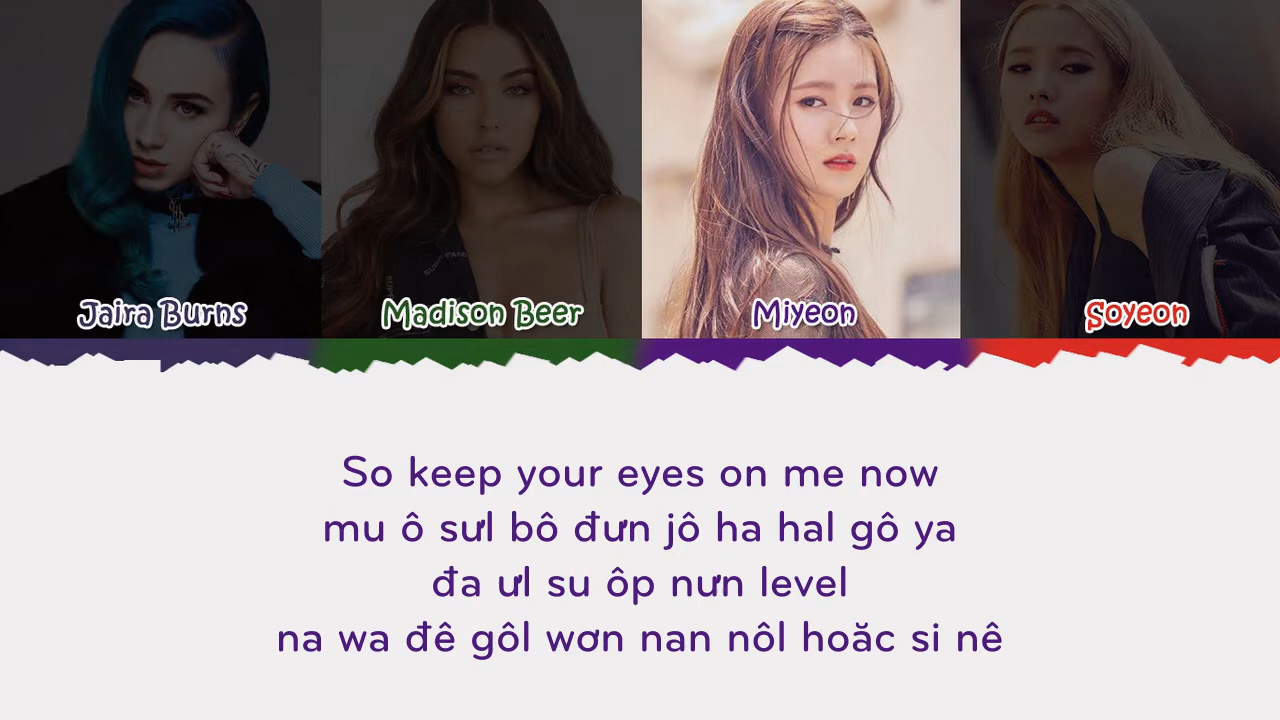 Jaira Burns
Madison Beer
Miyeon
Soyeon
So keep your eyes on me now
mu ô sưl bô đưn jô ha hal gô ya
đa ưl su ôp nưn level
na wa đê gôl wơn nan nôl hoăc si nê